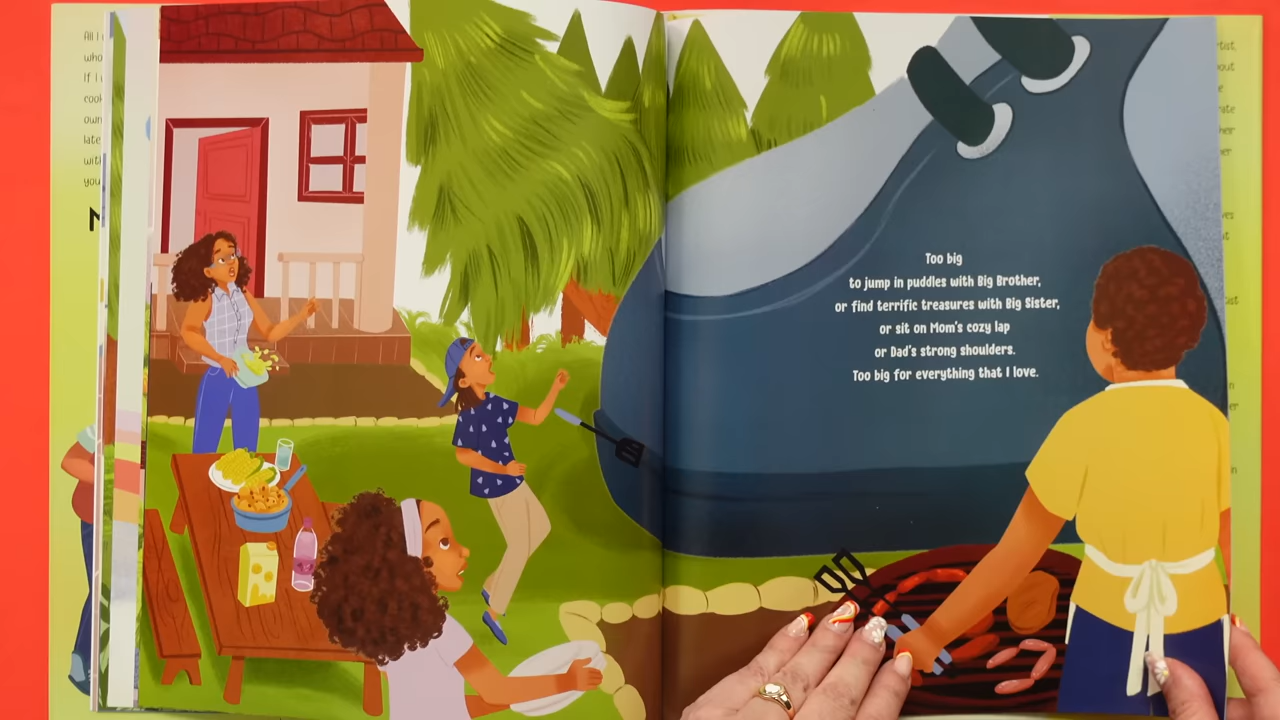 Too big
to jump in puddles with Big Brother,
or find terrific treasures with Big Sister,
or sit on Mom's cozy lap
or Dad's strong shoulders.
Too big for everything that I love.